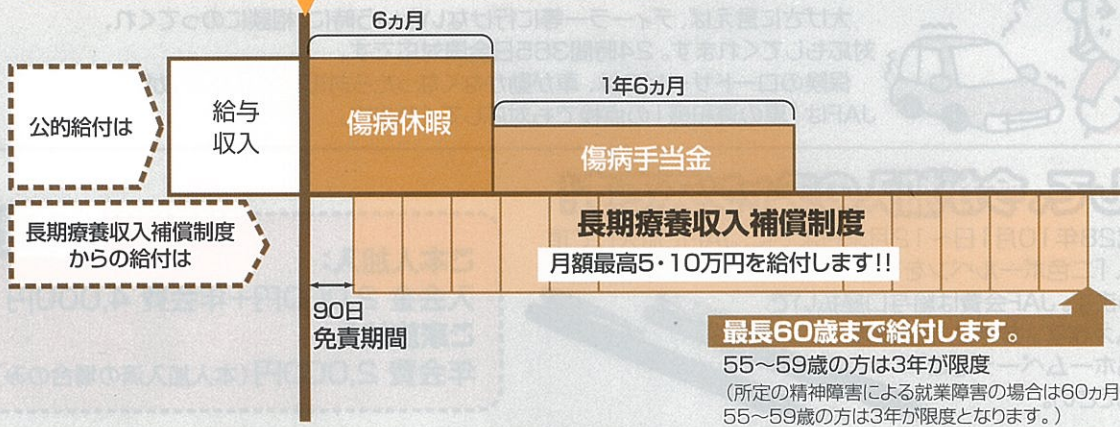 6ヵ月
1年6ヵ月
公的給付は
給与
収入
傷病休暇
傷病手当金
長期療養収入補償制度
からの給付は
長期療養収入補償制度
月額最高5・10万円を給付します!!
90日
免責期間
最長60歳まで給付します。
55～59歳の方は3年が限度
(所定の精神障害による就業障害の場合は60ヵ月
55～59歳の方は3年が限度となります。)